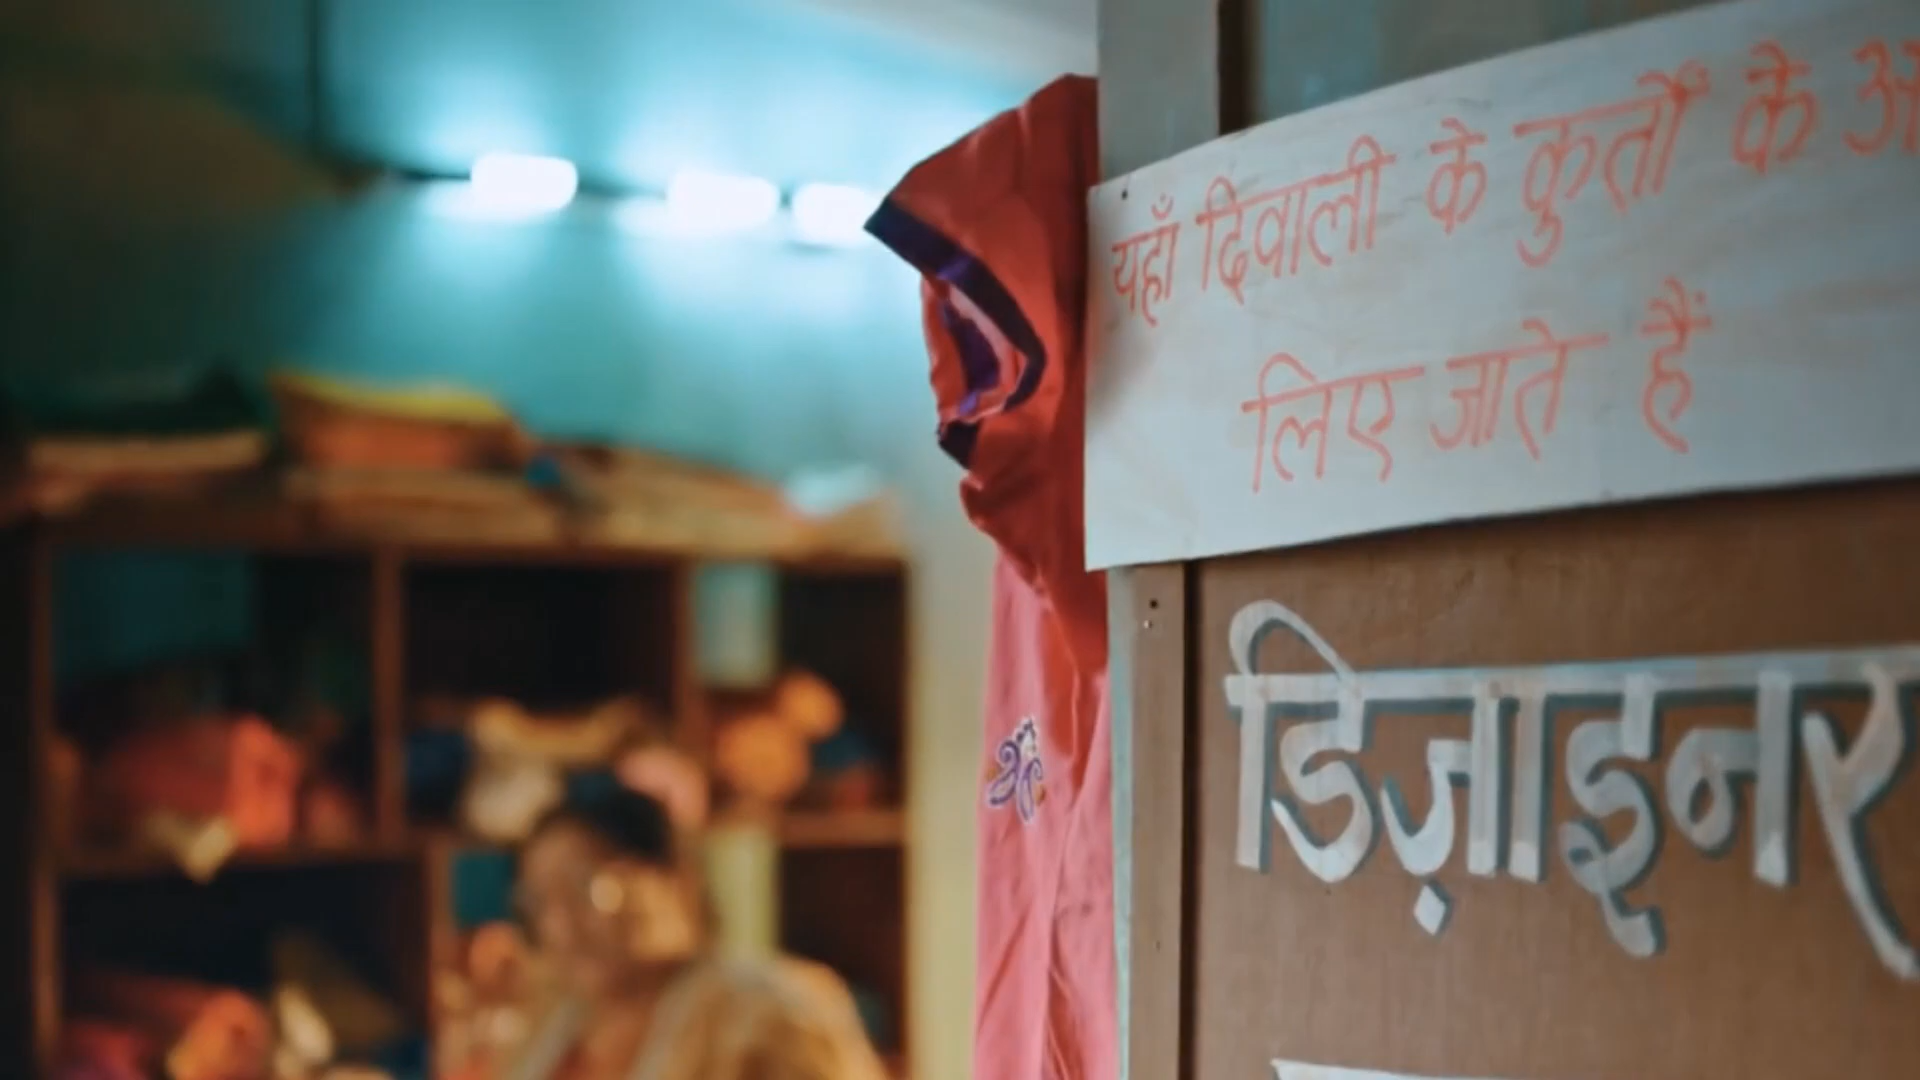 यहाँ दिवाली के कुर्तों के
लिए जाते हैं
डिज़ाइनर